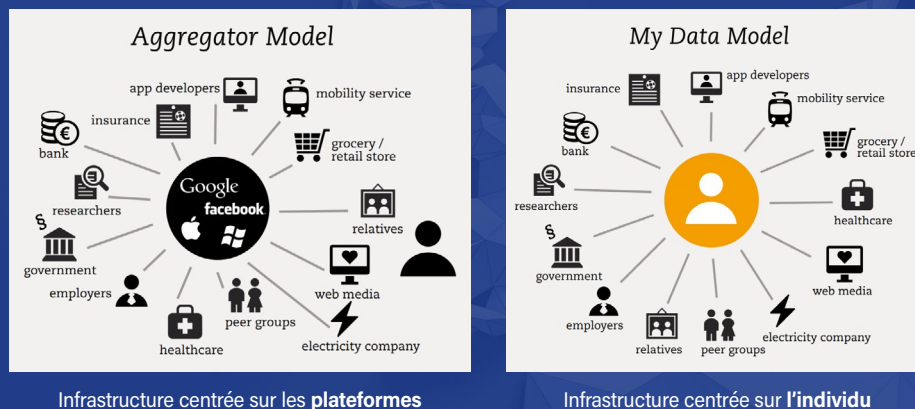 Aggregator Model
app developers
mobility service
insurance
grocery /
retail store
bank
Google
facebook
researchers
relatives
§
government
web media
employers
peer groups
healthcare
electricity company
Infrastructure centrée sur les plateformes
My Data Model
insurance
app developers
mobility service
bank
grocery /
retail store
researchers
healthcare
§
government
web media
employers
relatives
peer groups
electricity company
Infrastructure centrée sur l'individu